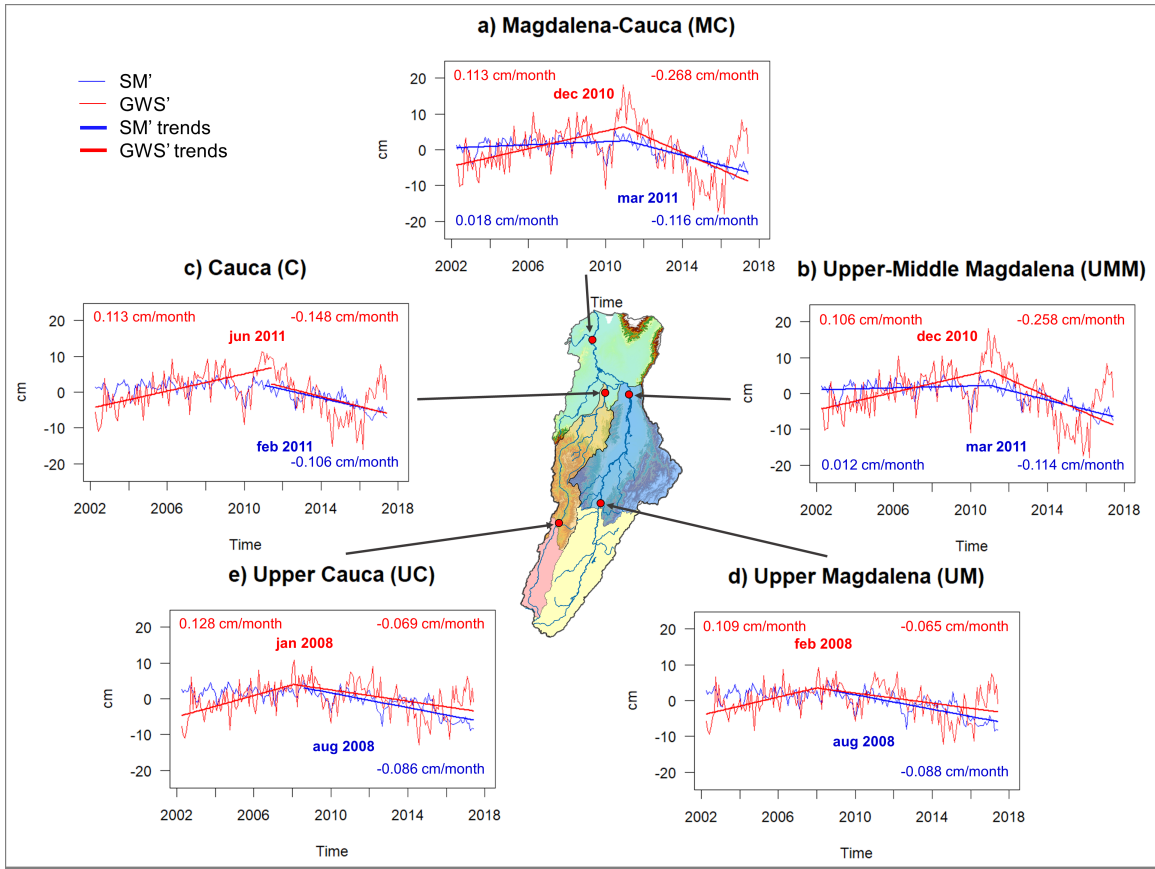 a) Magdalena-Cauca (MC)
SM’
GWS’
SM’ trends
GWS’ trends
0.113 cm/month
-0.268 cm/month
dec 2010
mar 2011
0.018 cm/month
-0.116 cm/month
cm
20
10
0
-10
-20
2002
2006
2010
2014
2018
Time
c) Cauca (C)
0.113 cm/month
-0.148 cm/month
jun 2011
feb 2011
-0.106 cm/month
cm
20
10
0
-10
-20
2002
2006
2010
2014
2018
Time
b) Upper-Middle Magdalena (UMM)
0.106 cm/month
-0.258 cm/month
dec 2010
mar 2011
0.012 cm/month
-0.114 cm/month
cm
20
10
0
-10
-20
2002
2006
2010
2014
2018
Time
e) Upper Cauca (UC)
0.128 cm/month
-0.069 cm/month
jan 2008
aug 2008
-0.086 cm/month
cm
20
10
0
-10
-20
2002
2006
2010
2014
2018
Time
d) Upper Magdalena (UM)
0.109 cm/month
-0.065 cm/month
feb 2008
aug 2008
-0.088 cm/month
cm
20
10
0
-10
-20
2002
2006
2010
2014
2018
Time